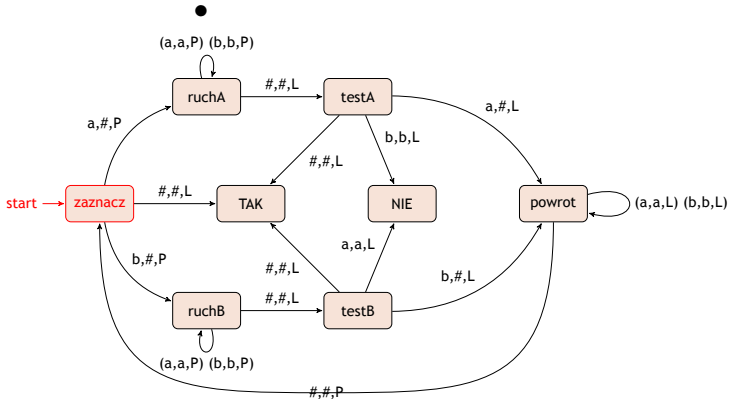 (a,a,P) (b,b,P)
ruchA
#,#,L
testA
a,#,L
a,#,P
b,b,L
#,#,L
start
zaznacz
#,#,L
TAK
NIE
powrot
(a,a,L) (b,b,L)
b,#,P
a,a,L
#,#,L
b,#,L
ruchB
#,#,L
testB
(a,a,P) (b,b,P)
#,#,P